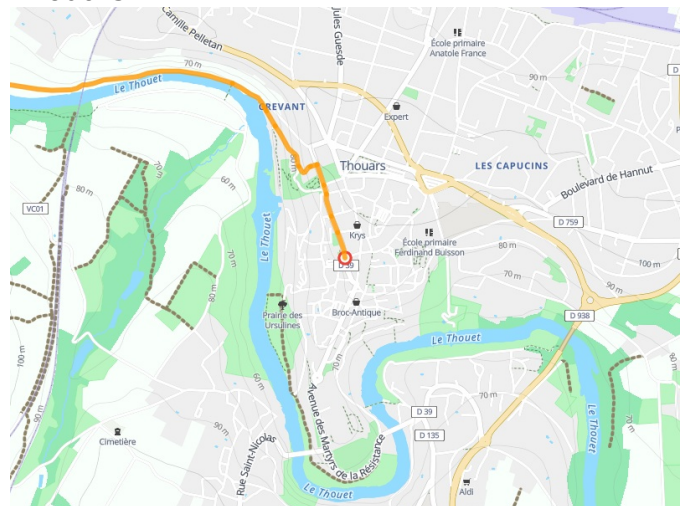 Camille Pelletan
Jules Guesde
École primaire
Anatole France
70 m
90 m
D
Le Thouet
CREVANT
Expert
70 m
80 m
Thouars
LES CAPUCINS
Boulevard de Hannut
80 m
60 m
VC01
Le Thouet
Krys
École primaire
Ferdinand Buisson
D 759
80 m
D 39
100 m
70 m
80 m
Prairie des
Ursulines
Broc-Antique
D 938
Le Thouet
100 m
70 m
90 m
60 m
70 m
90 m
Avenue des Martyrs de la Résistance
D 39
Le Thouet
70 m
Cimetière
Rue Saint-Nicolas
D 135
Aldi
Le Thouet